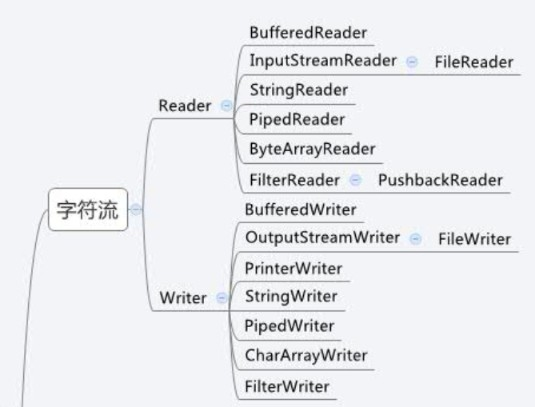 BufferedReader
InputStreamReader FileReader
StringReader
Reader
PipedReader
ByteArrayReader
FilterReader PushbackReader
字符流
BufferedWriter
OutputStreamWriter FileWriter
PrinterWriter
Writer
StringWriter
PipedWriter
CharArrayWriter
FilterWriter